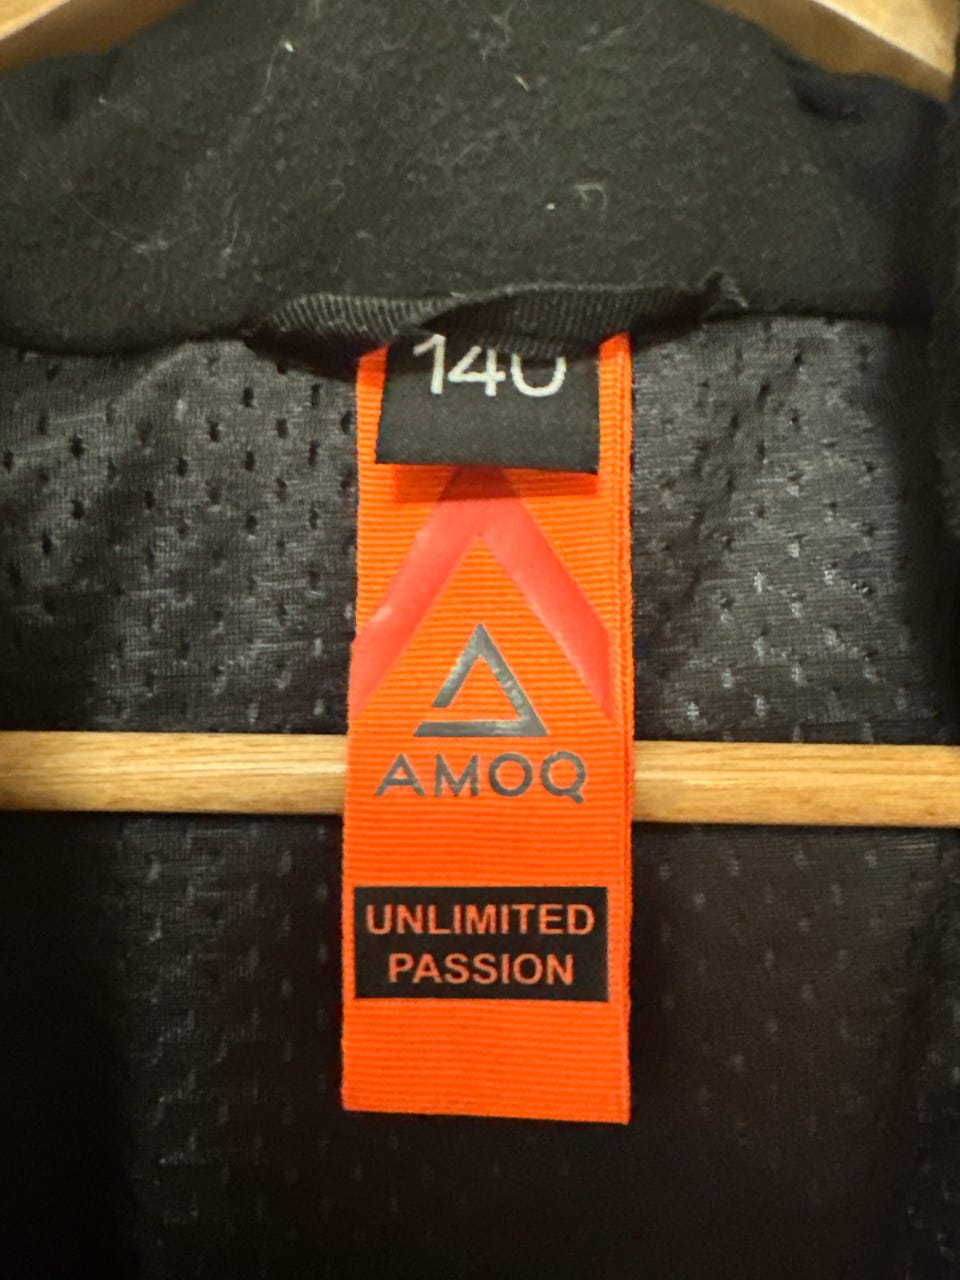 140
AMOQ
UNLIMITED
PASSION